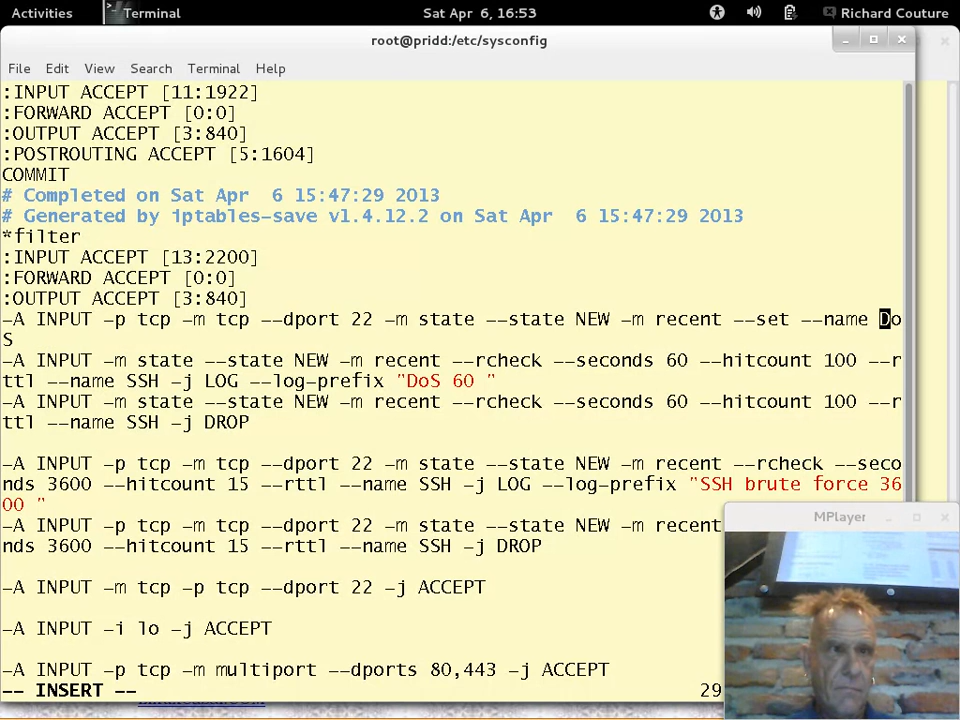 Activities Terminal Sat Apr 6, 16:53 Richard Couture
root@pridd:/etc/sysconfig
File Edit View Search Terminal Help
:INPUT ACCEPT [11:1922]
:FORWARD ACCEPT [0:0]
:OUTPUT ACCEPT [3:840]
:POSTROUTING ACCEPT [5:1604]
COMMIT
# Completed on Sat Apr  6 15:47:29 2013
# Generated by iptables-save v1.4.12.2 on Sat Apr  6 15:47:29 2013
*filter
:INPUT ACCEPT [13:2200]
:FORWARD ACCEPT [0:0]
:OUTPUT ACCEPT [3:840]
-A INPUT -p tcp -m tcp --dport 22 -m state --state NEW -m recent --set --name Do
S
-A INPUT -m state --state NEW -m recent --rcheck --seconds 60 --hitcount 100 --r
ttl --name SSH -j LOG --log-prefix "DoS 60 "
-A INPUT -m state --state NEW -m recent --rcheck --seconds 60 --hitcount 100 --r
ttl --name SSH -j DROP
-A INPUT -p tcp -m tcp --dport 22 -m state --state NEW -m recent --rcheck --seco
nds 3600 --hitcount 15 --rttl --name SSH -j LOG --log-prefix "SSH brute force 36
00 "
-A INPUT -p tcp -m tcp --dport 22 -m state --state NEW -m recent
nds 3600 --hitcount 15 --rttl --name SSH -j DROP
-A INPUT -m tcp -p tcp --dport 22 -j ACCEPT
-A INPUT -i lo -j ACCEPT
-A INPUT -p tcp -m multiport --dports 80,443 -j ACCEPT
-- INSERT -- 29
MPlayer